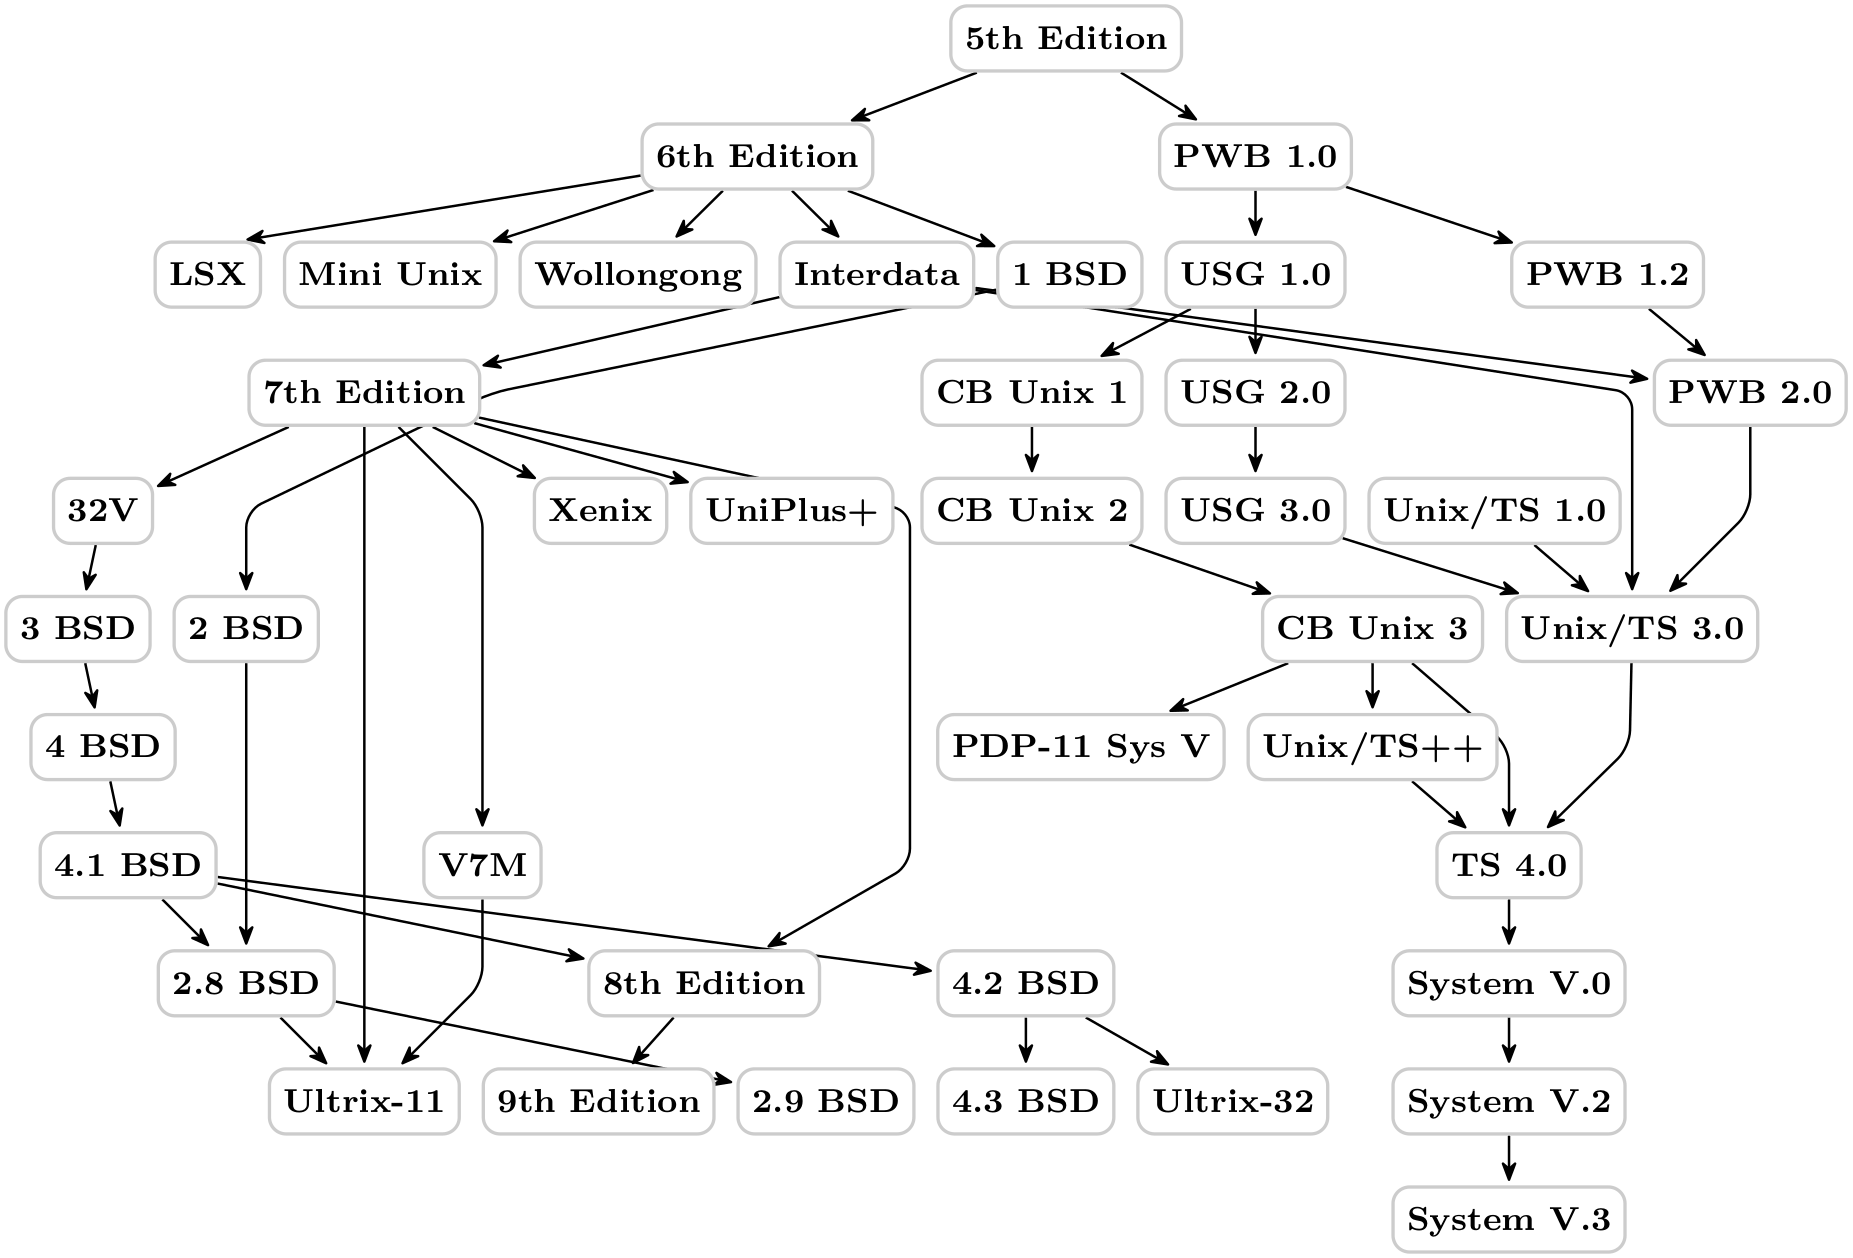 5th Edition
6th Edition
PWB 1.0
LSX
Mini Unix
Wollongong
Interdata
1 BSD
USG 1.0
PWB 1.2
7th Edition
CB Unix 1
USG 2.0
PWB 2.0
32V
Xenix
UniPlus+
CB Unix 2
USG 3.0
Unix/TS 1.0
3 BSD
2 BSD
CB Unix 3
Unix/TS 3.0
4 BSD
PDP-11 Sys V
Unix/TS++
4.1 BSD
V7M
TS 4.0
2.8 BSD
8th Edition
4.2 BSD
System V.0
Ultrix-11
9th Edition
2.9 BSD
4.3 BSD
Ultrix-32
System V.2
System V.3